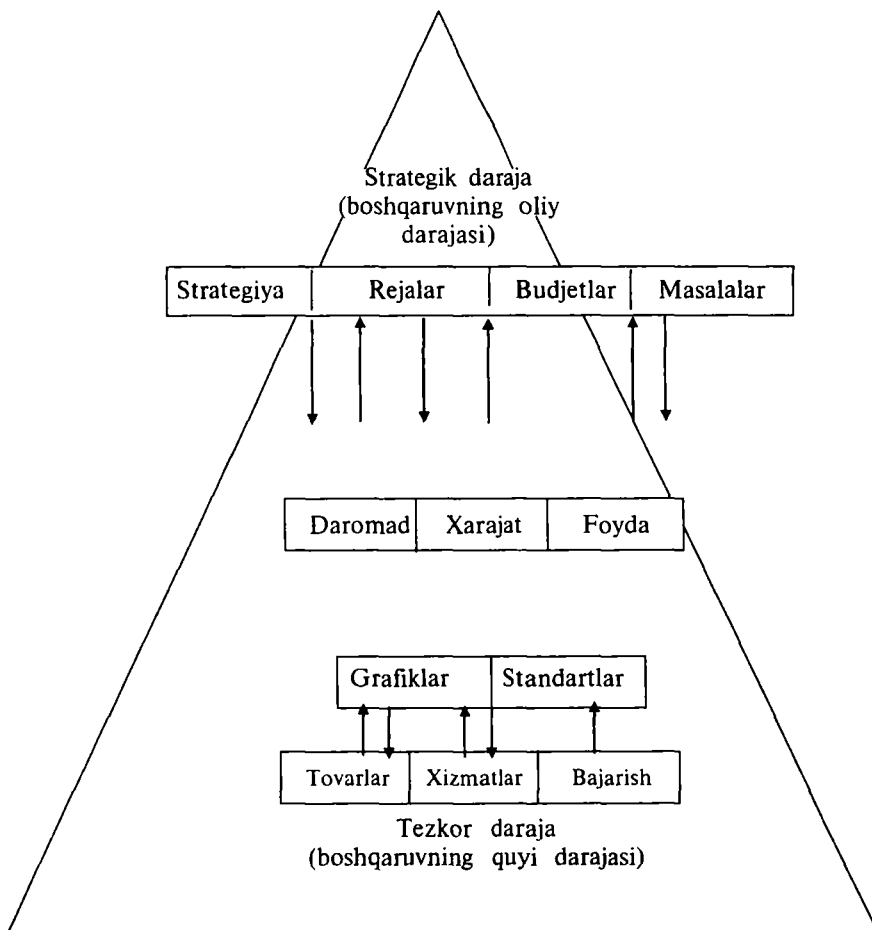 Strategik daraja
(boshqaruvning oliy
darajasi)
Strategiya Rejalar Budjetlar Masalalar
Daromad Xarajat Foyda
Grafiklar Standartlar
Tovarlar Xizmatlar Bajarish
Tezkor daraja
(boshqaruvning quyi darajasi)